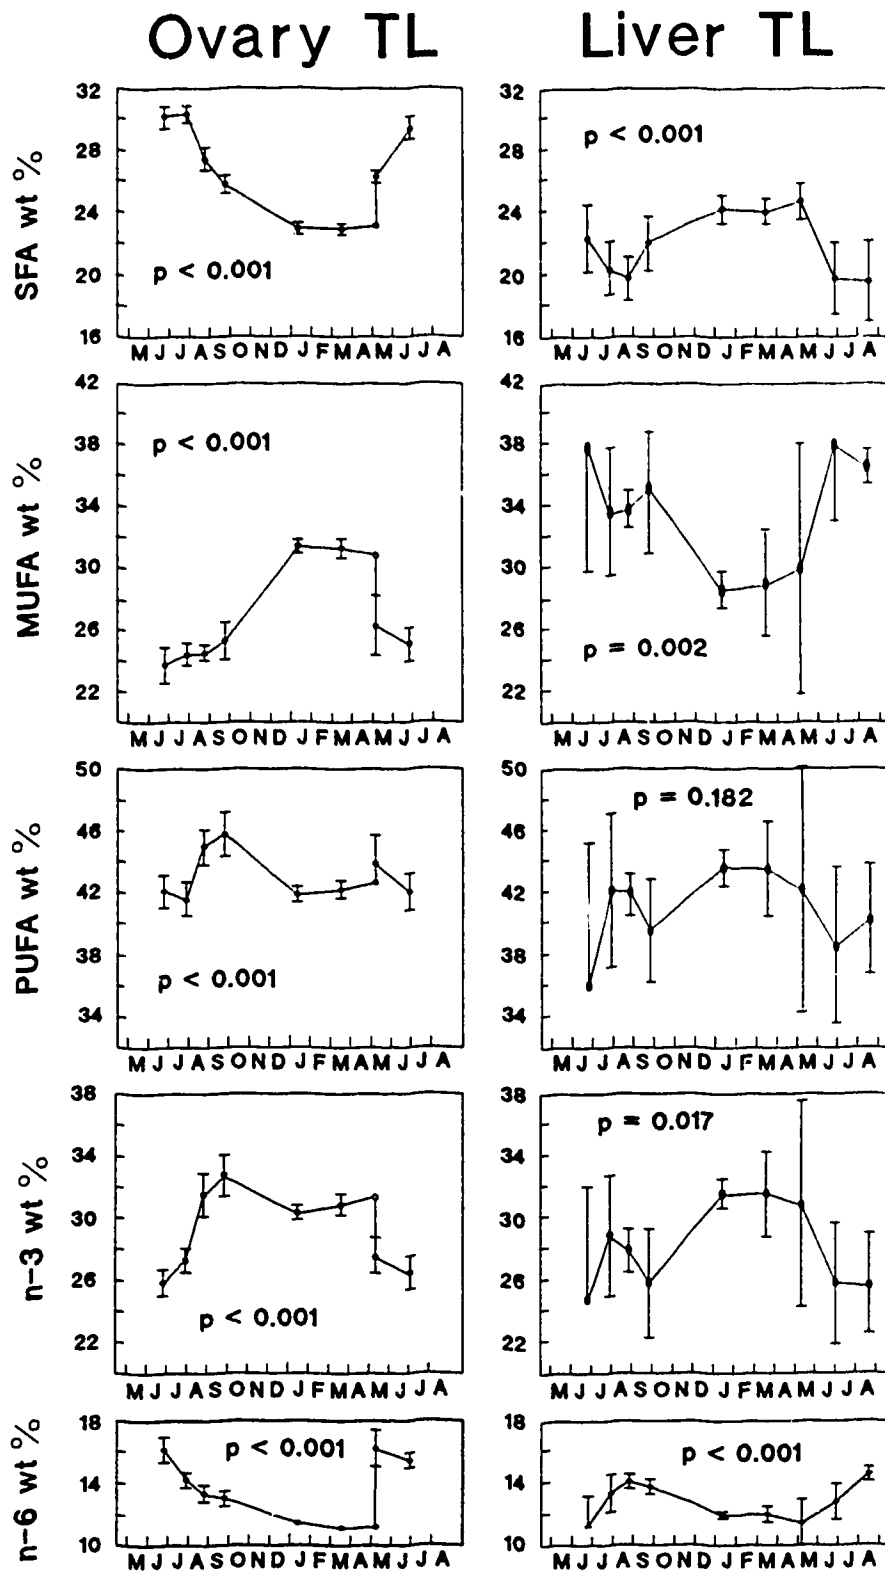 Ovary TL
Liver TL
SFA wt %
32
28
24
20
16
p < 0.001
M J J A S O N D J F M A M J J A
32
28
24
20
16
p < 0.001
M J J A S O N D J F M A M J J A
MUFA wt %
42
38
34
30
26
22
p < 0.001
M J J A S O N D J F M A M J J A
42
38
34
30
26
22
p = 0.002
M J J A S O N D J F M A M J J A
PUFA wt %
50
46
42
38
34
p < 0.001
M J J A S O N D J F M A M J J A
50
46
42
38
34
p = 0.182
M J J A S O N D J F M A M J J A
n-3 wt %
38
34
30
26
22
p < 0.001
M J J A S O N D J F M A M J J A
38
34
30
26
22
p = 0.017
M J J A S O N D J F M A M J J A
n-6 wt %
18
14
10
p < 0.001
M J J A S O N D J F M A M J J A
18
14
10
p < 0.001
M J J A S O N D J F M A M J J A